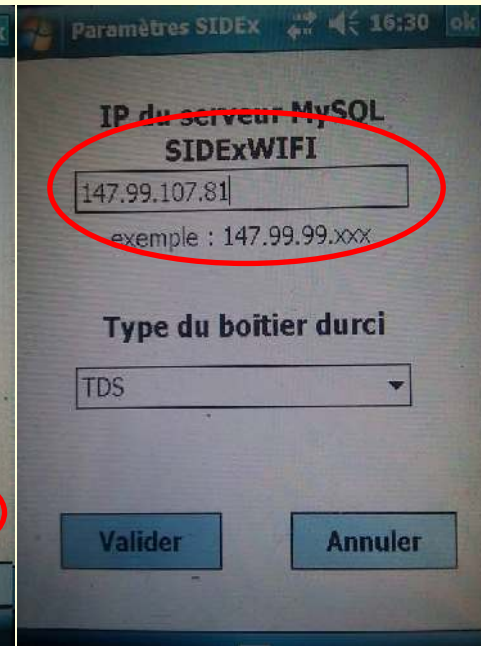 Paramètres SIDEx 16:30 ok
IP du serveur MySQL
SIDExWIFI
147.99.107.81
exemple : 147.99.99.xxx
Type du boîtier durci
TDS
Valider Annuler